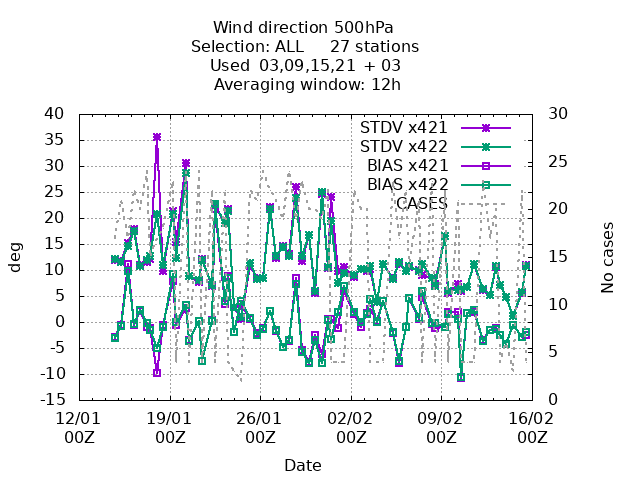 Wind direction 500hPa
Selection: ALL     27 stations
Used  03,09,15,21 + 03
Averaging window: 12h
STDV x421
STDV x422
BIAS x421
BIAS x422
CASES
deg
40
35
30
25
20
15
10
5
0
-5
-10
-15
No cases
30
25
20
15
10
5
0
12/01 19/01 26/01 02/02 09/02 16/02
00Z 00Z 00Z 00Z 00Z 00Z
Date